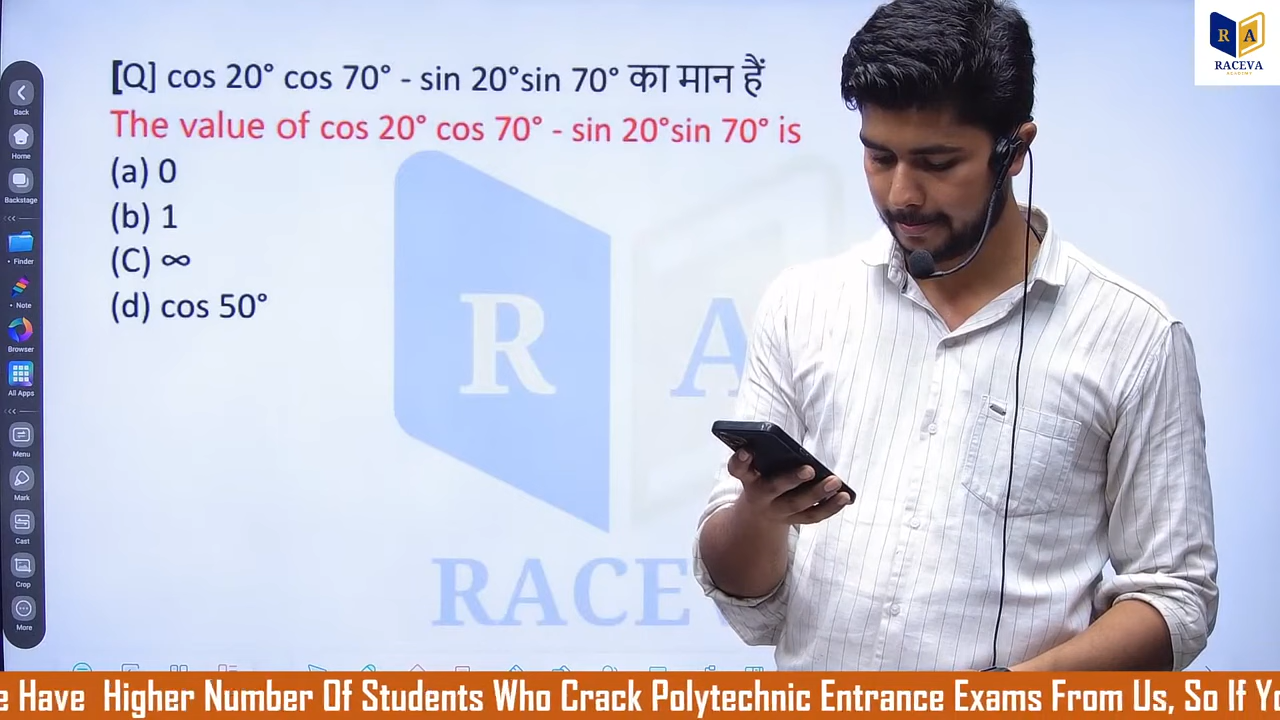 [Q] cos 20° cos 70° - sin 20°sin 70° का मान हैं
The value of cos 20° cos 70° - sin 20°sin 70° is
(a) 0
(b) 1
(C) ∞
(d) cos 50°
R A
RACEV
R A
RACEVA
ACADEMY
Back
Home
Backstage
Finder
Note
Browser
All Apps
Menu
Mark
Cast
Crop
More
e Have Higher Number Of Students Who Crack Polytechnic Entrance Exams From Us, So If Yo